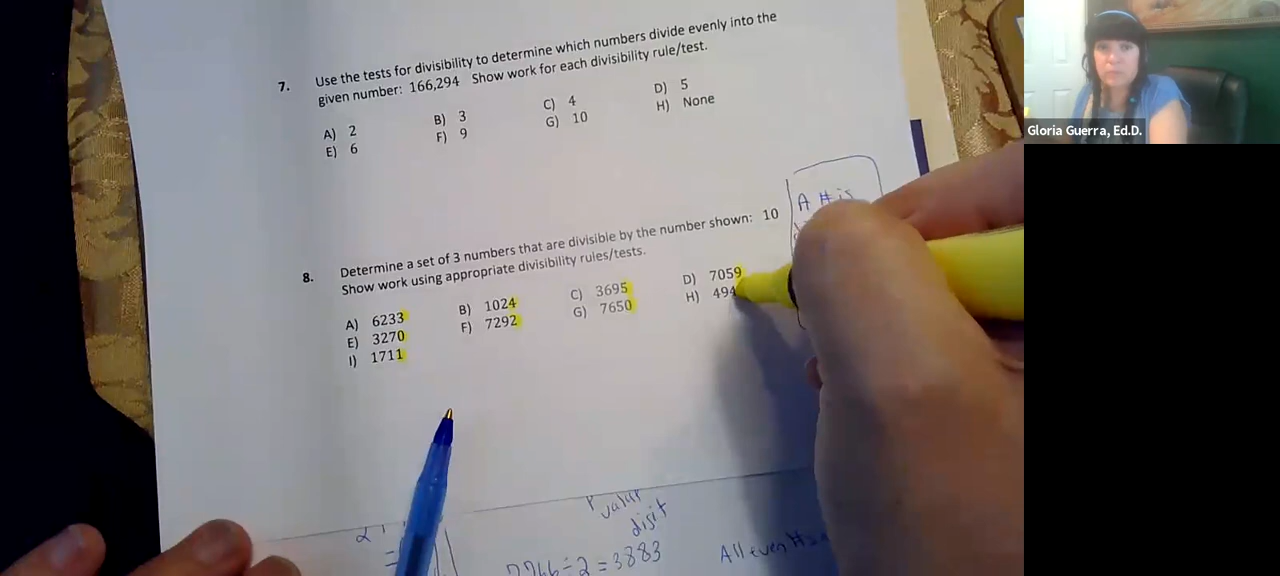 7. Use the tests for divisibility to determine which numbers divide evenly into the
given number: 166,294 Show work for each divisibility rule/test.
A) 2 B) 3 C) 4 D) 5
E) 6 F) 9 G) 10 H) None
8. Determine a set of 3 numbers that are divisible by the number shown: 10
Show work using appropriate divisibility rules/tests.
A) 6233 B) 1024 C) 3695 D) 7059
E) 3270 F) 7292 G) 7650 H) 494
I) 1711
A # is
digit
÷2=3883
All even #s
Gloria Guerra, Ed.D.